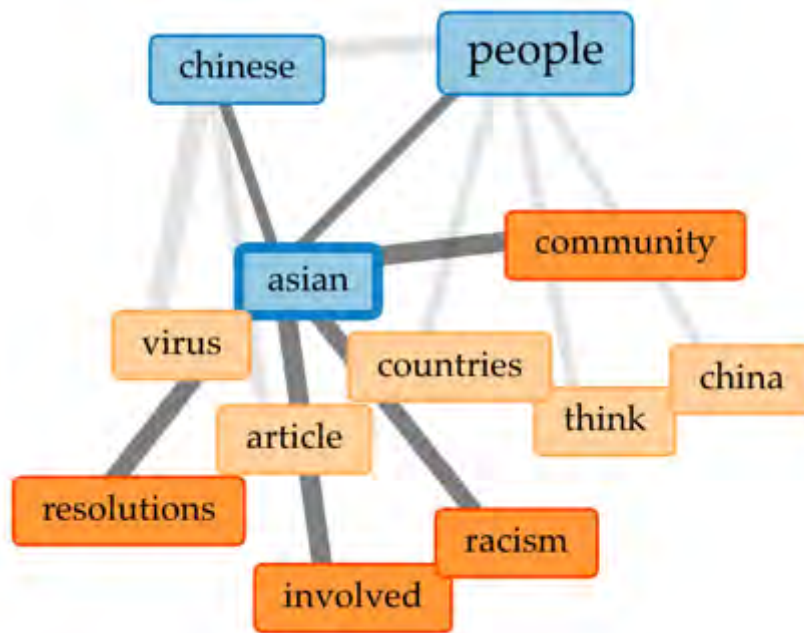 chinese
people
community
asian
virus
countries
china
think
article
resolutions
racism
involved